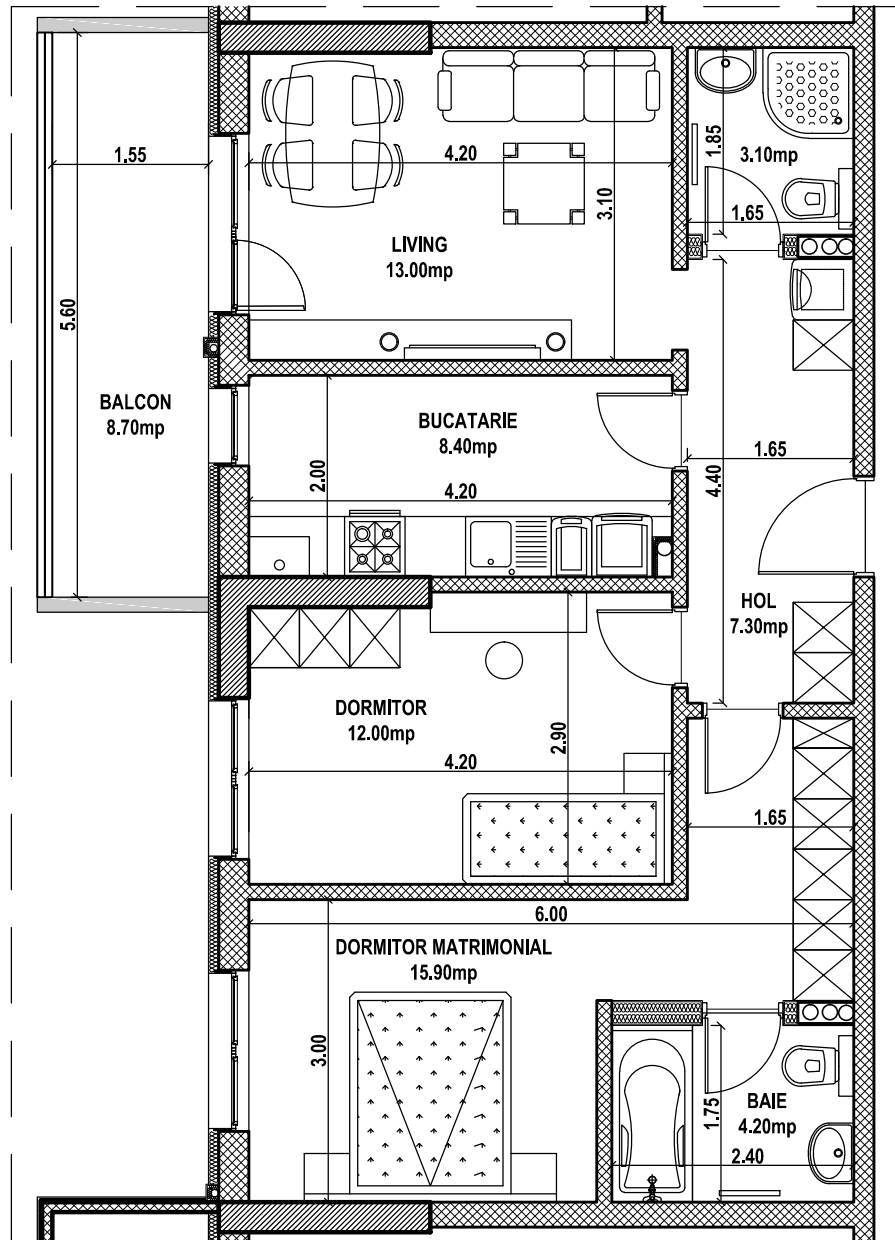 1.55
5.60
BALCON
8.70mp
4.20
3.10
LIVING
13.00mp
1.85
3.10mp
1.65
BUCATARIE
8.40mp
2.00
4.20
1.65
4.40
HOL
7.30mp
DORMITOR
12.00mp
2.90
4.20
1.65
6.00
DORMITOR MATRIMONIAL
15.90mp
3.00
1.75
BAIE
4.20mp
2.40